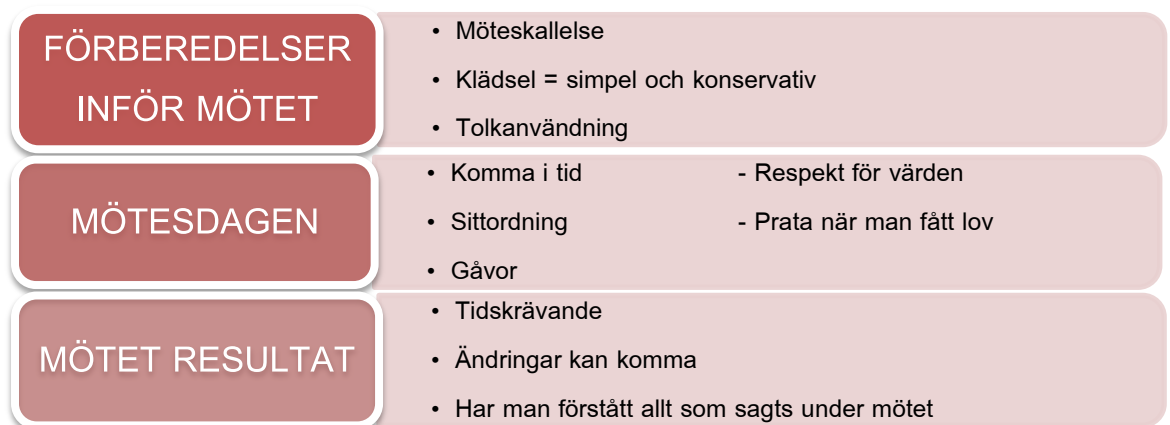 FÖRBEREDELSER
INFÖR MÖTET
• Möteskallelse
• Klädsel = simpel och konservativ
• Tolkanvändning
MÖTESDAGEN
• Komma i tid - Respekt för värden
• Sittordning - Prata när man fått lov
• Gåvor
MÖTET RESULTAT
• Tidskrävande
• Ändringar kan komma
• Har man förstått allt som sagts under mötet